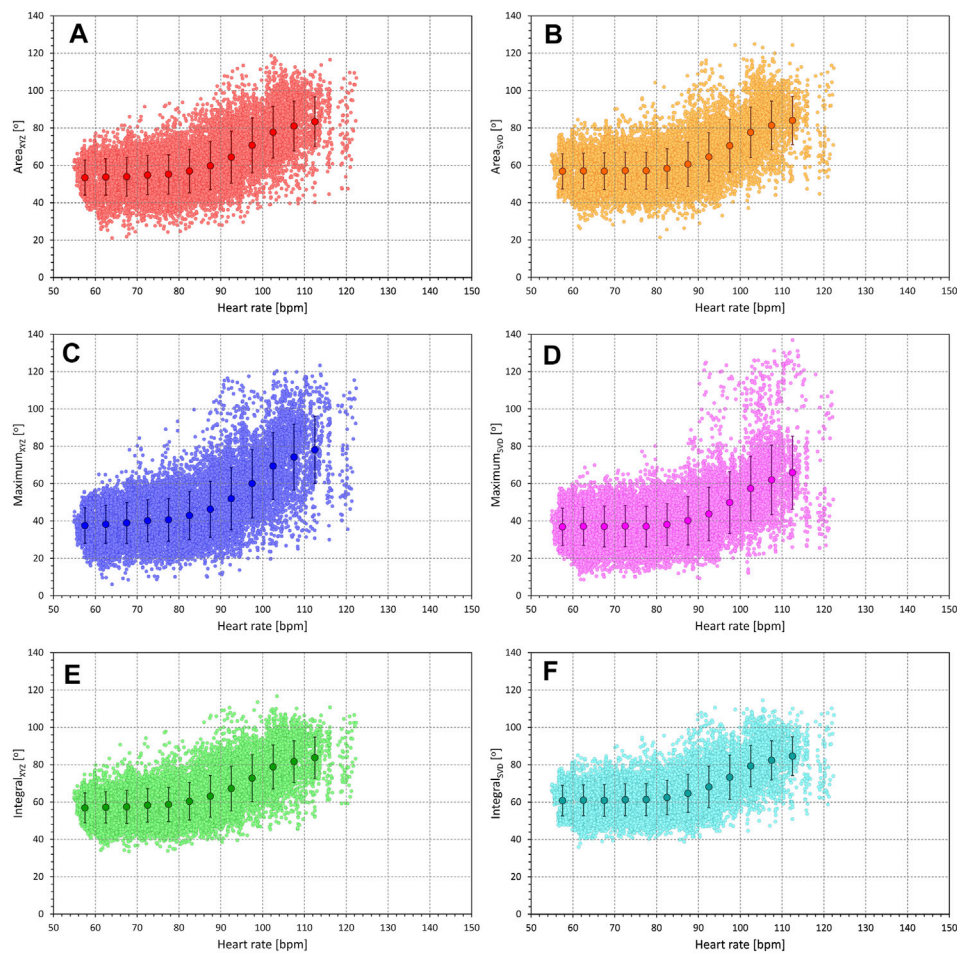 A
140
120
100
80
60
40
20
0
Area_XYZ [º]
50 60 70 80 90 100 110 120 130 140 150
Heart rate [bpm]
B
140
120
100
80
60
40
20
0
Area_SVD [º]
50 60 70 80 90 100 110 120 130 140 150
Heart rate [bpm]
C
140
120
100
80
60
40
20
0
Maximum_XYZ [º]
50 60 70 80 90 100 110 120 130 140 150
Heart rate [bpm]
D
140
120
100
80
60
40
20
0
Maximum_SVD [º]
50 60 70 80 90 100 110 120 130 140 150
Heart rate [bpm]
E
140
120
100
80
60
40
20
0
Integral_XYZ [º]
50 60 70 80 90 100 110 120 130 140 150
Heart rate [bpm]
F
140
120
100
80
60
40
20
0
Integral_SVD [º]
50 60 70 80 90 100 110 120 130 140 150
Heart rate [bpm]